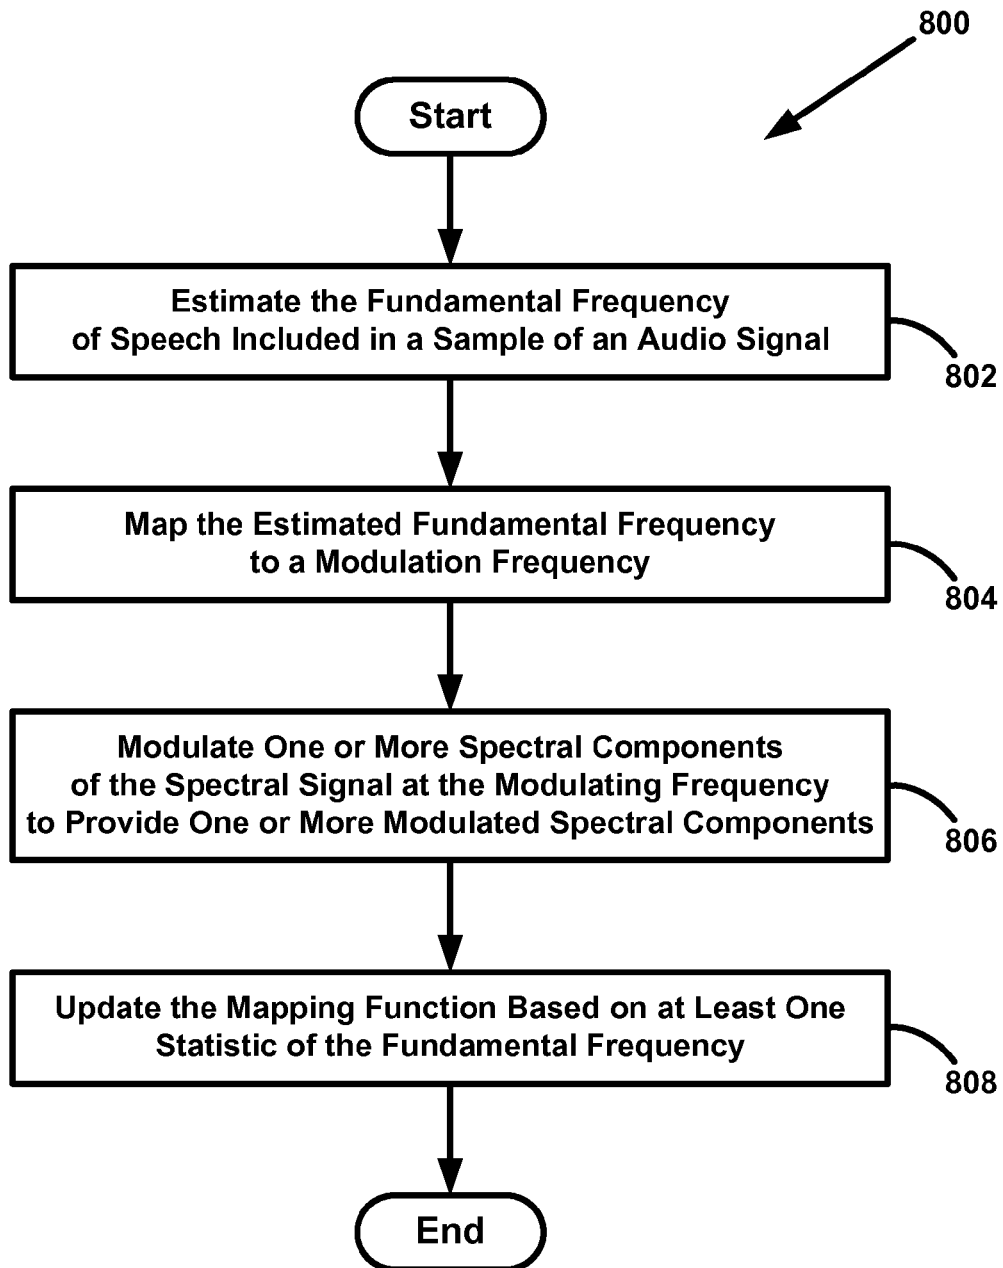 800
Start
Estimate the Fundamental Frequency
of Speech Included in a Sample of an Audio Signal
802
Map the Estimated Fundamental Frequency
to a Modulation Frequency
804
Modulate One or More Spectral Components
of the Spectral Signal at the Modulating Frequency
to Provide One or More Modulated Spectral Components
806
Update the Mapping Function Based on at Least One
Statistic of the Fundamental Frequency
808
End